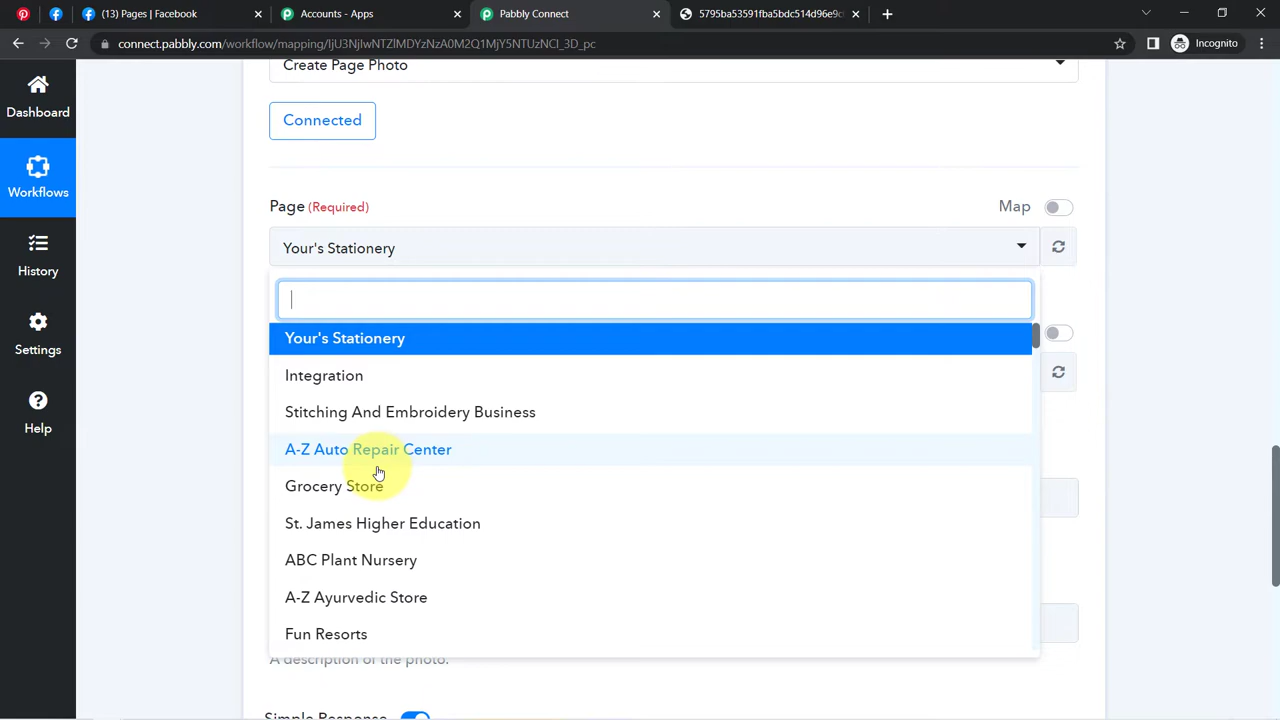 (13) Pages | Facebook
Accounts - Apps
Pabbly Connect
5795ba53591fba5bdc514d96e9c
connect.pabbly.com/workflow/mapping/IjU3NjIwNTZlMDYzNzA0M2Q1MjY5NTUzNCI_3D_pc
Incognito
Dashboard
Workflows
History
Settings
Help
Create Page Photo
Connected
Page (Required)
Map
Your's Stationery
Your's Stationery
Integration
Stitching And Embroidery Business
A-Z Auto Repair Center
Grocery Store
St. James Higher Education
ABC Plant Nursery
A-Z Ayurvedic Store
Fun Resorts
A description of the photo.
Simple Response